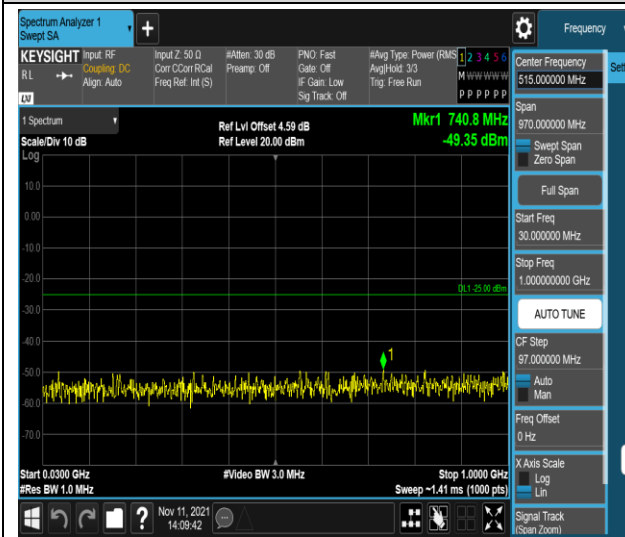 Spectrum Analyzer 1
Swept SA
+
Frequency
KEYSIGHT
RL
LXI
Input: RF
Coupling: DC
Align: Auto
Input Z: 50 Ω
Corr CCorr RCal
Freq Ref: Int (S)
#Atten: 30 dB
Preamp: Off
PNO: Fast
Gate: Off
IF Gain: Low
Sig Track: Off
#Avg Type: Power (RMS
Avg|Hold: 3/3
Trig: Free Run
1 2 3 4 5 6
M W W W W W
P P P P P P
Center Frequency
515.000000 MHz
Sett
Span
970.000000 MHz
Swept Span
Zero Span
Full Span
Start Freq
30.000000 MHz
Stop Freq
1.000000000 GHz
AUTO TUNE
CF Step
97.000000 MHz
Auto
Man
Freq Offset
0 Hz
X Axis Scale
Log
Lin
Signal Track
(Span Zoom)
1 Spectrum
Scale/Div 10 dB
Log
Ref Lvl Offset 4.59 dB
Ref Level 20.00 dBm
Mkr1 740.8 MHz
-49.35 dBm
10.0
0.00
-10.0
-20.0
DL1 -25.00 dBm
-30.0
-40.0
1
-50.0
-60.0
-70.0
Start 0.0300 GHz
#Res BW 1.0 MHz
#Video BW 3.0 MHz
Stop 1.0000 GHz
Sweep ~1.41 ms (1000 pts)
?
Nov 11, 2021
14:09:42